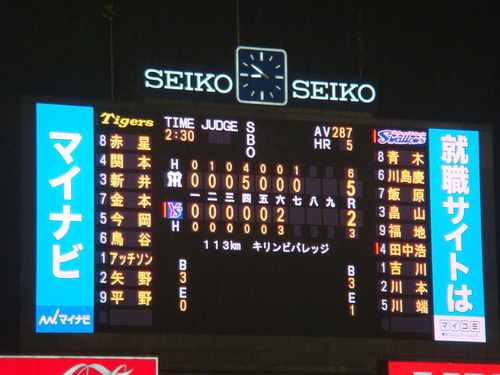 SEIKO SEIKO
マイナビ
マイナビ
Tigers
8 赤星
4 関本
3 新井
7 金本
5 今岡
6 鳥谷
1 アッチソン
2 矢野
9 平野
TIME JUDGE S B O
2:30
AV 287
HR 5
H 0 1 0 4 0 0 1 6
0 0 0 5 0 0 0 5
一 二 三 四 五 六 七 八 九 R
YS 0 0 0 0 0 2 2
H 0 0 0 0 0 3 3
113km キリンビバレッジ
B 3 B 3
E 0 E 1
Swallows
8 青木
6 川島慶
7 飯原
3 畠山
9 福地
4 田中浩
1 吉川
2 川本
5 川端
就職サイトは
マイコミ